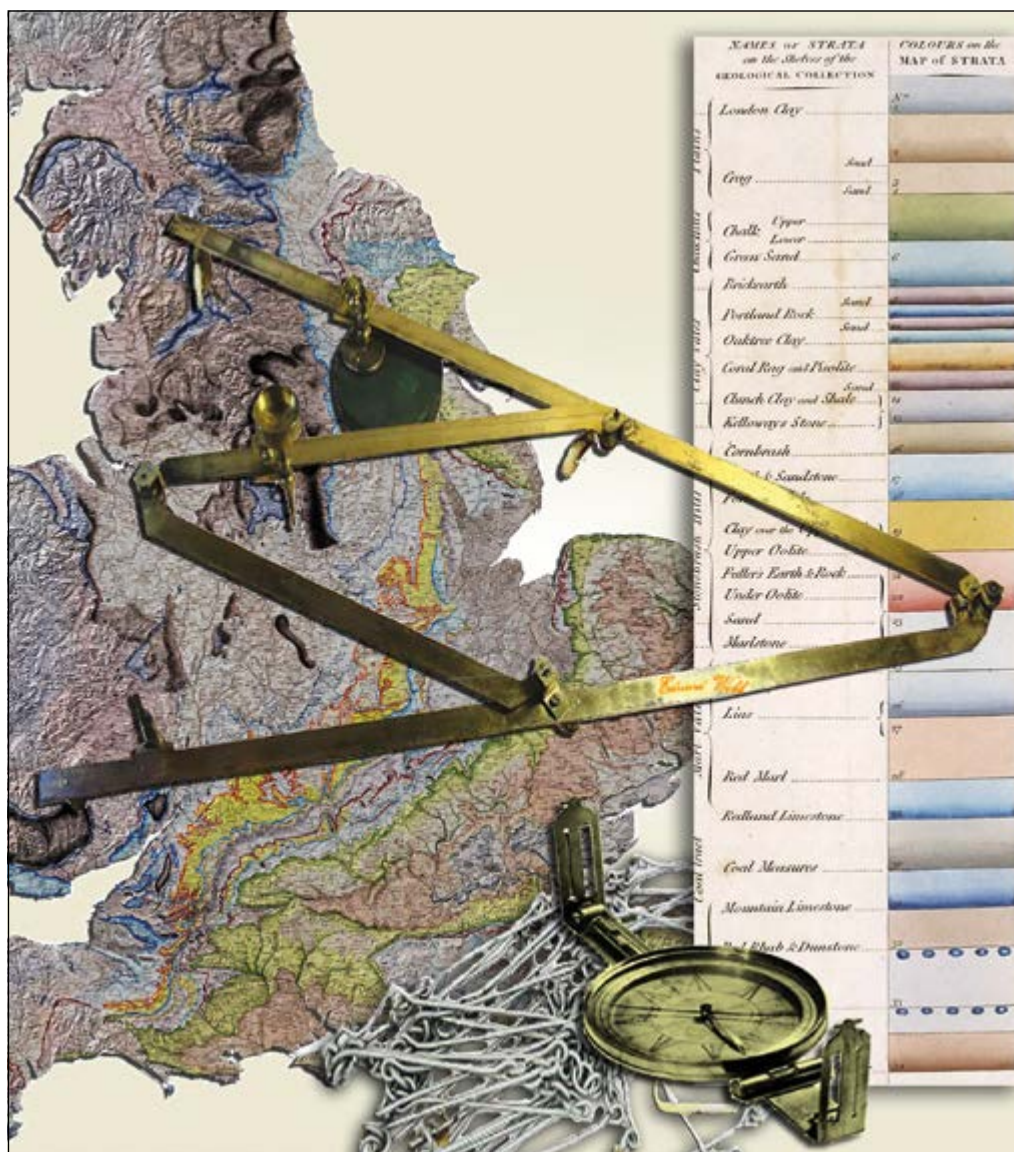 NAMES OF STRATA
on the Shelves of the
GEOLOGICAL COLLECTION
COLOURS on the
MAP of STRATA
London Clay
Sand
Crag
Sand
Chalk
Upper
Lower
Green Sand
Brickearth
Sand
Portland Rock
Sand
Oaktree Clay
Coral Rag and Pisolite
Sand
Clunch Clay and Shale
Kelloways Stone
Cornbrash
& Sandstone
Clay over the
Upper Oolite
Fullers Earth & Rock
Under Oolite
Sand
Marlstone
Lias
Red Marl
Redland Limestone
Coal Measures
Mountain Limestone
Rhab & Dunstone